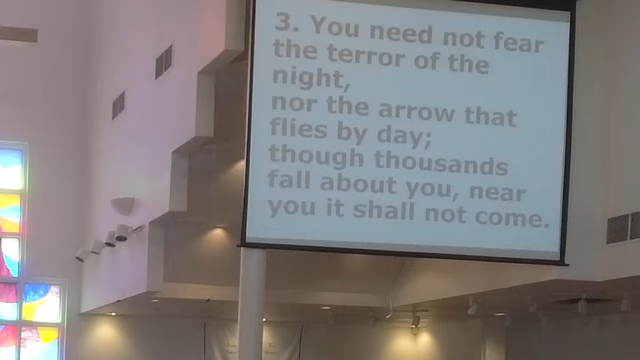 3. You need not fear
the terror of the
night,
nor the arrow that
flies by day;
though thousands
fall about you, near
you it shall not come.